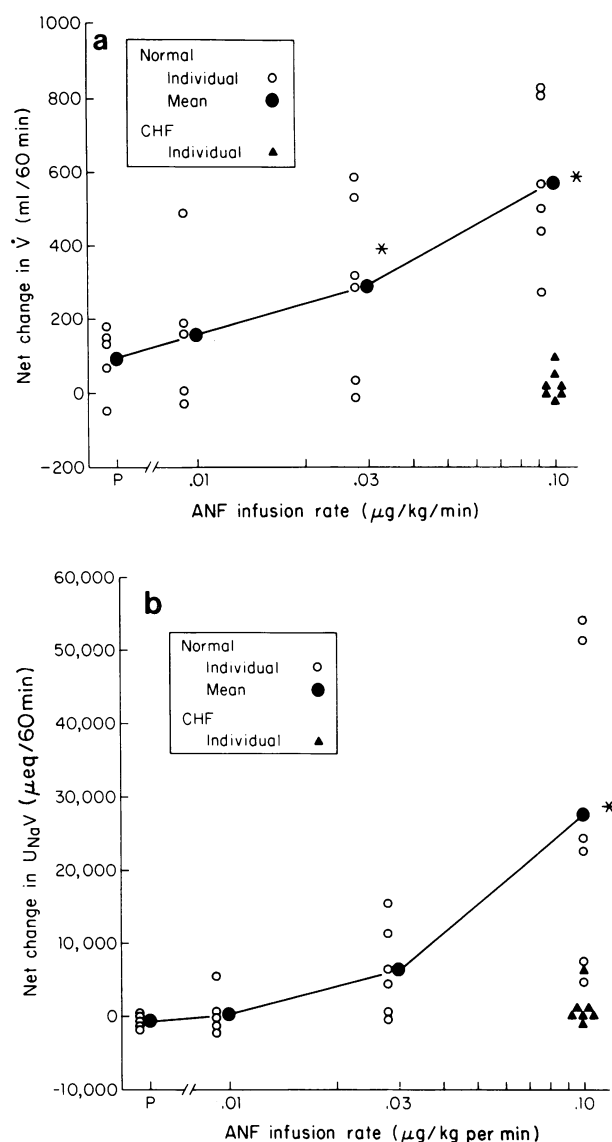 a
1000
800
600
400
200
0
-200
Net change in V̇ (ml/60 min)
Normal
Individual
Mean
CHF
Individual
*
*
P
.01
.03
.10
ANF infusion rate (μg/kg/min)
b
60,000
50,000
40,000
30,000
20,000
10,000
0
-10,000
Net change in UNaV (μeq/60min)
Normal
Individual
Mean
CHF
Individual
*
P
.01
.03
.10
ANF infusion rate (μg/kg per min)